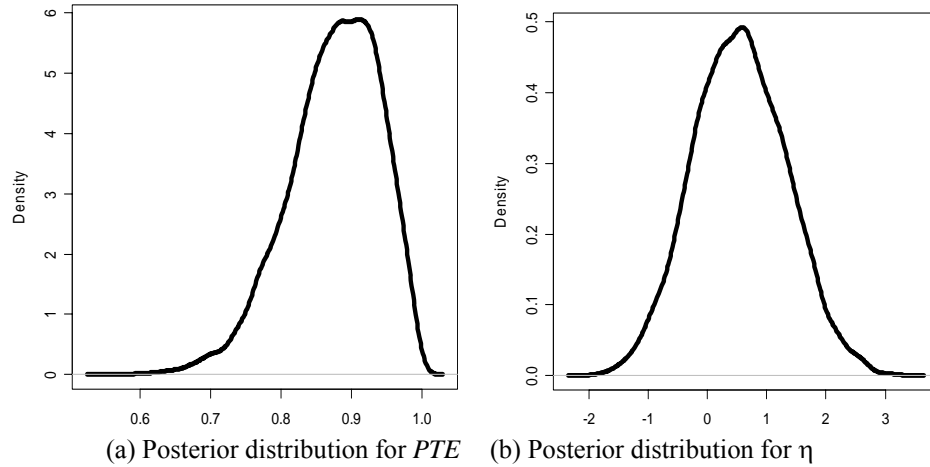 Density
6
5
4
3
2
1
0
0.6 0.7 0.8 0.9 1.0
Density
0.5
0.4
0.3
0.2
0.1
0.0
-2 -1 0 1 2 3
(a) Posterior distribution for PTE (b) Posterior distribution for η